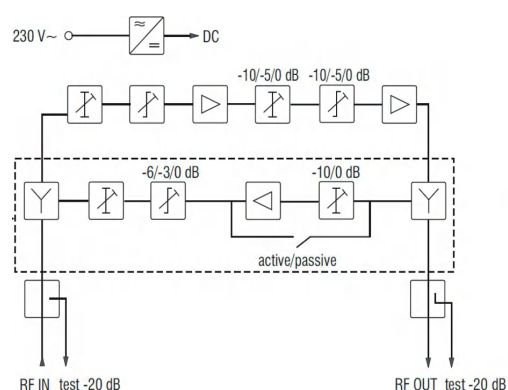 230 V~
DC
-10/-5/0 dB
-10/-5/0 dB
-6/-3/0 dB
-10/0 dB
active/passive
RF IN
test -20 dB
RF OUT
test -20 dB